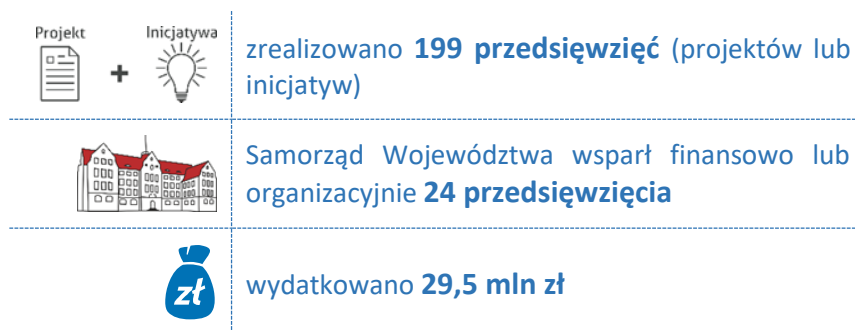 Projekt
Inicjatywa
+
zrealizowano 199 przedsięwzięć (projektów lub
inicjatyw)
Samorząd Województwa wsparł finansowo lub
organizacyjnie 24 przedsięwzięcia
zł
wydatkowano 29,5 mln zł